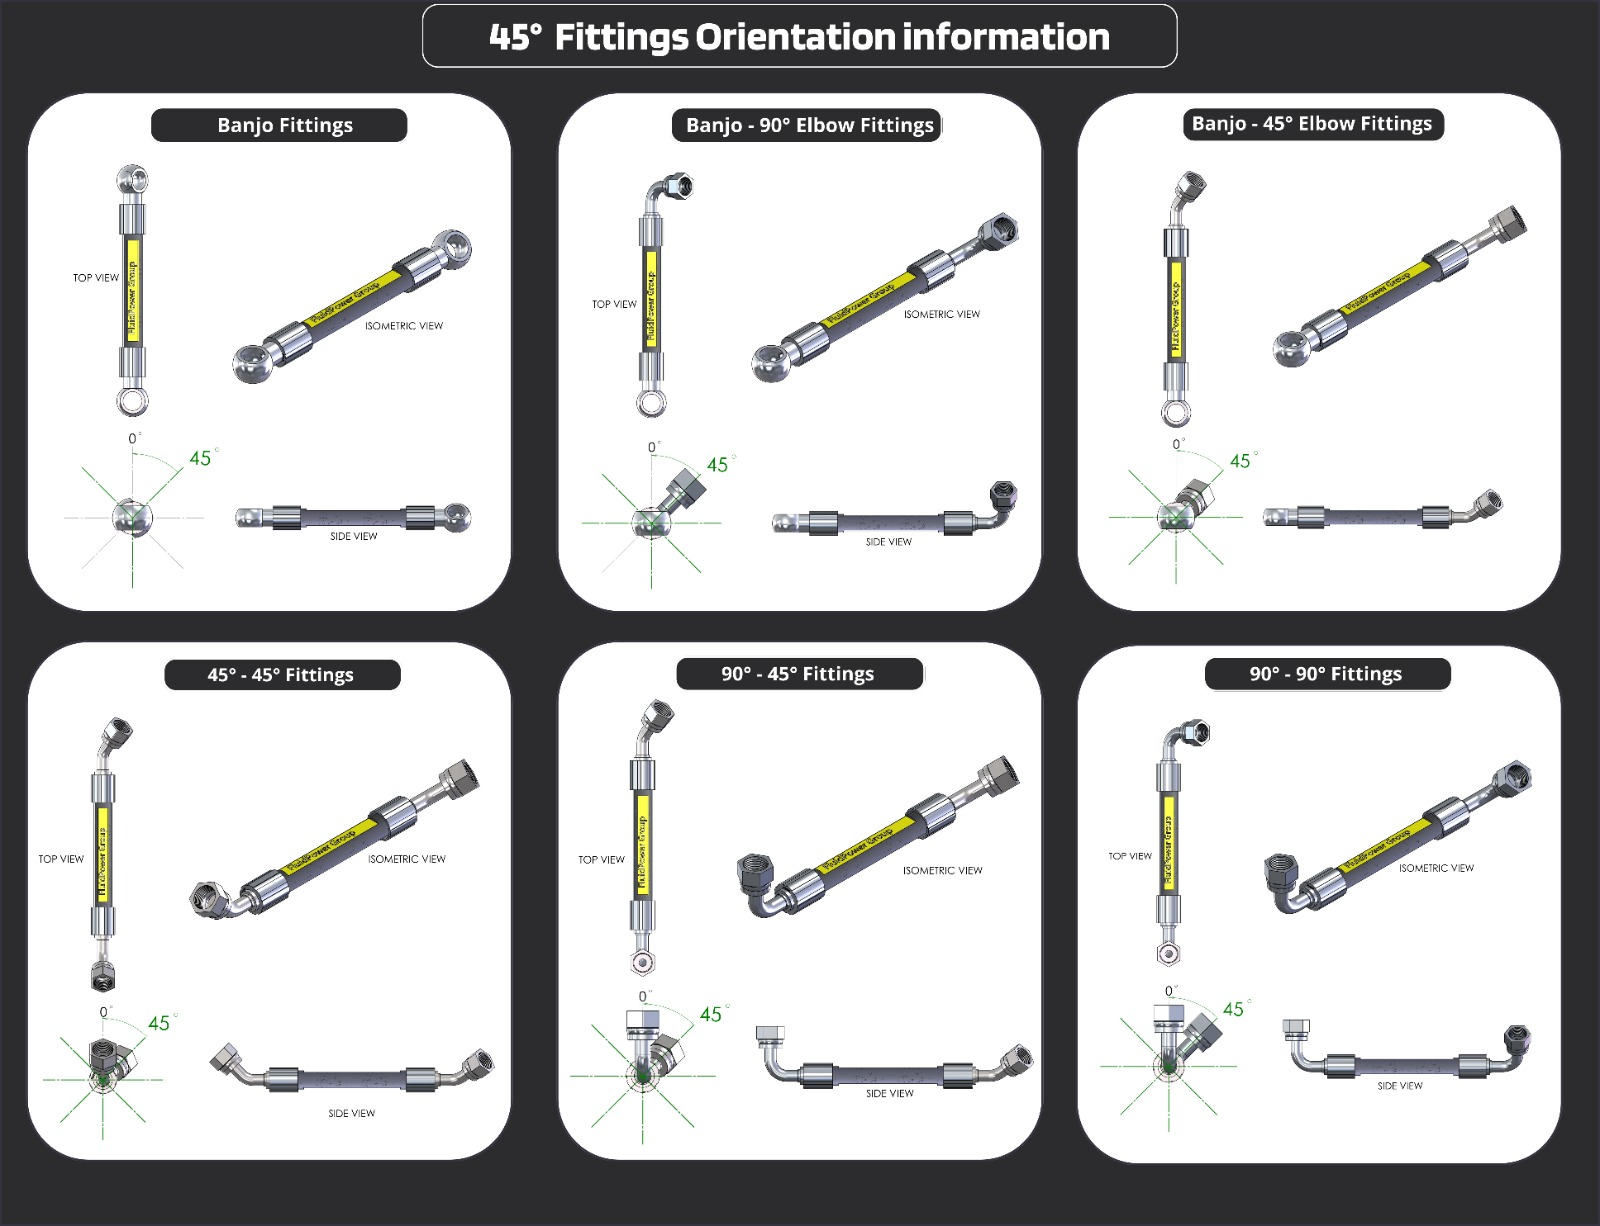 45° Fittings Orientation information
Banjo Fittings
TOP VIEW
FluidPower Group
FluidPower Group
ISOMETRIC VIEW
0°
45°
SIDE VIEW
Banjo - 90° Elbow Fittings
TOP VIEW
FluidPower Group
FluidPower Group
ISOMETRIC VIEW
0°
45°
SIDE VIEW
Banjo - 45° Elbow Fittings
FluidPower Group
FluidPower Group
0°
45°
45° - 45° Fittings
TOP VIEW
FluidPower Group
FluidPower Group
ISOMETRIC VIEW
0°
45°
SIDE VIEW
90° - 45° Fittings
TOP VIEW
FluidPower Group
FluidPower Group
ISOMETRIC VIEW
0°
45°
SIDE VIEW
90° - 90° Fittings
TOP VIEW
FluidPower Group
FluidPower Group
ISOMETRIC VIEW
0°
45°
SIDE VIEW